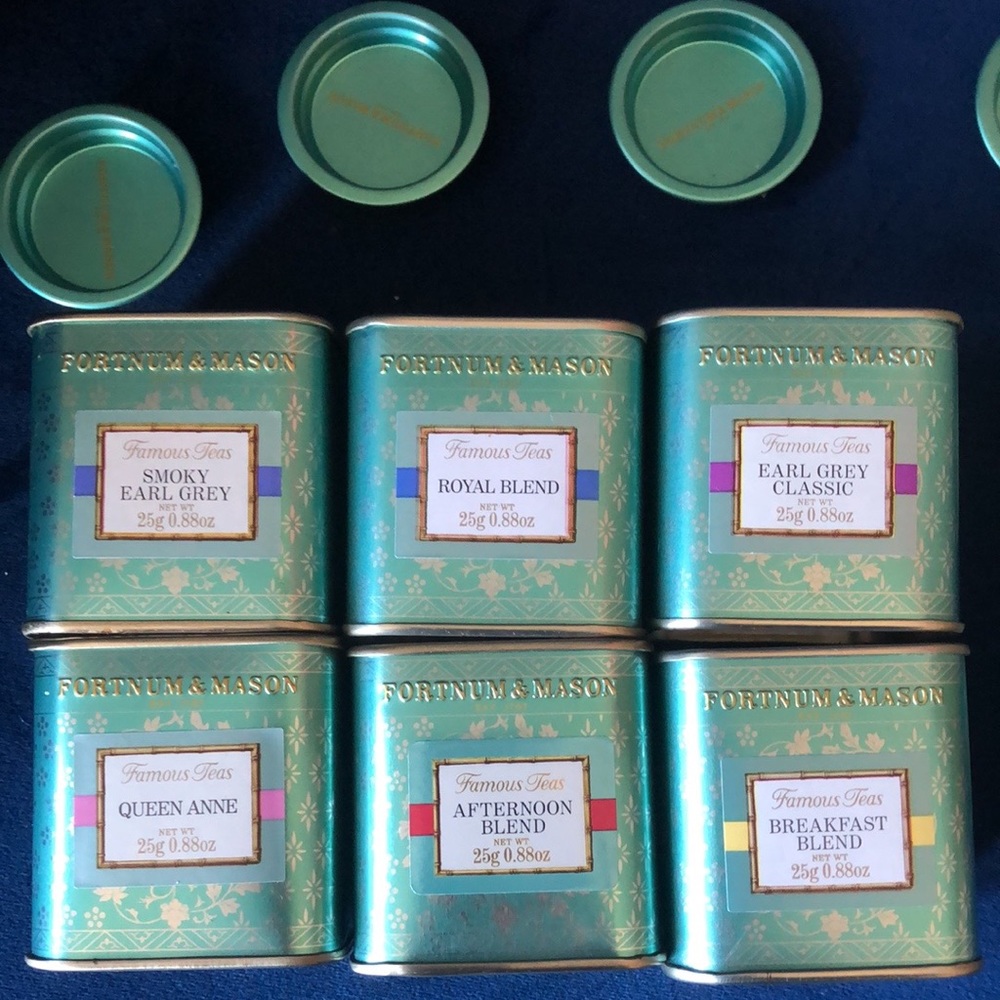 FORTNUM & MASON
Famous Teas
SMOKY
EARL GREY
NET WT
25g 0.88oz
FORTNUM & MASON
Famous Teas
ROYAL BLEND
NET WT
25g 0.88oz
FORTNUM & MASON
Famous Teas
EARL GREY
CLASSIC
NET WT
25g 0.88oz
FORTNUM & MASON
Famous Teas
QUEEN ANNE
NET WT
25g 0.88oz
FORTNUM & MASON
Famous Teas
AFTERNOON
BLEND
NET WT
25g 0.88oz
FORTNUM & MASON
Famous Teas
BREAKFAST
BLEND
NET WT
25g 0.88oz